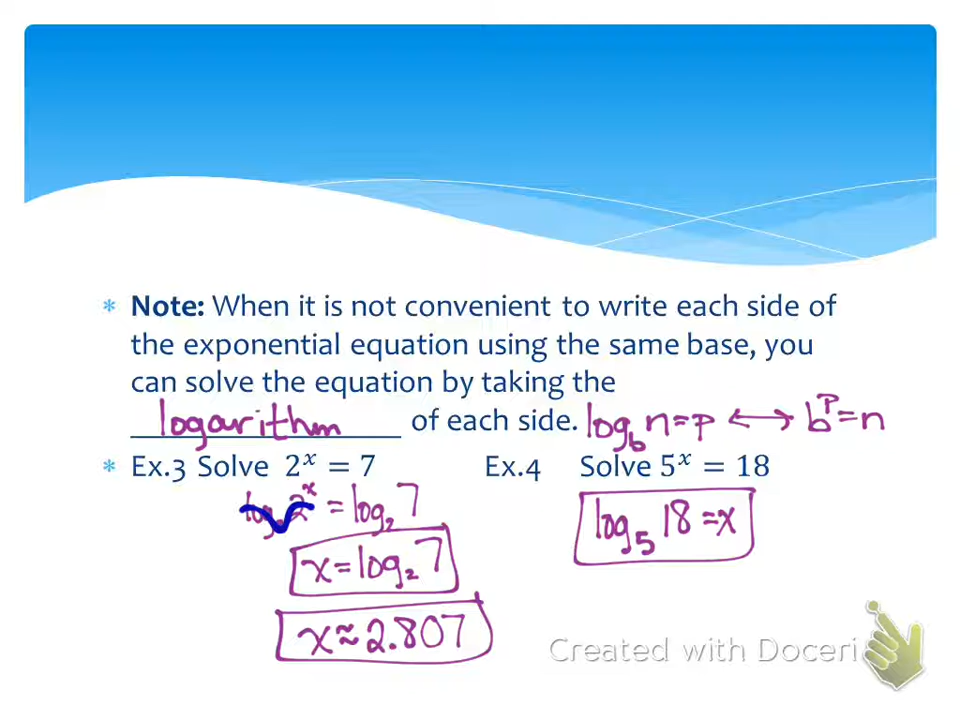 * Note: When it is not convenient to write each side of
the exponential equation using the same base, you
can solve the equation by taking the
logarithm of each side. log_b n = p ⟷ b^p = n
* Ex.3 Solve 2^x = 7 Ex.4 Solve 5^x = 18
log_2 2^x = log_2 7
log_5 18 = x
x = log_2 7
x ≈ 2.807
Created with Doceri